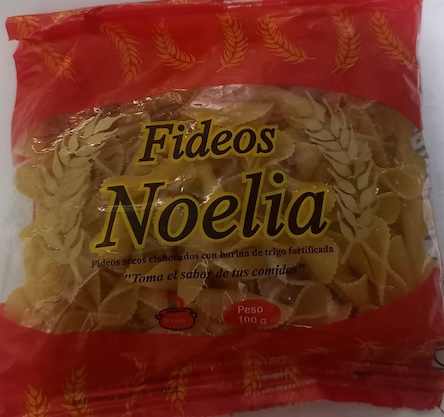 Fideos
Noelia
Fideos secos elaborados con harina de trigo fortificada
"Toma el sabor de tus comidas"
Peso
100 g